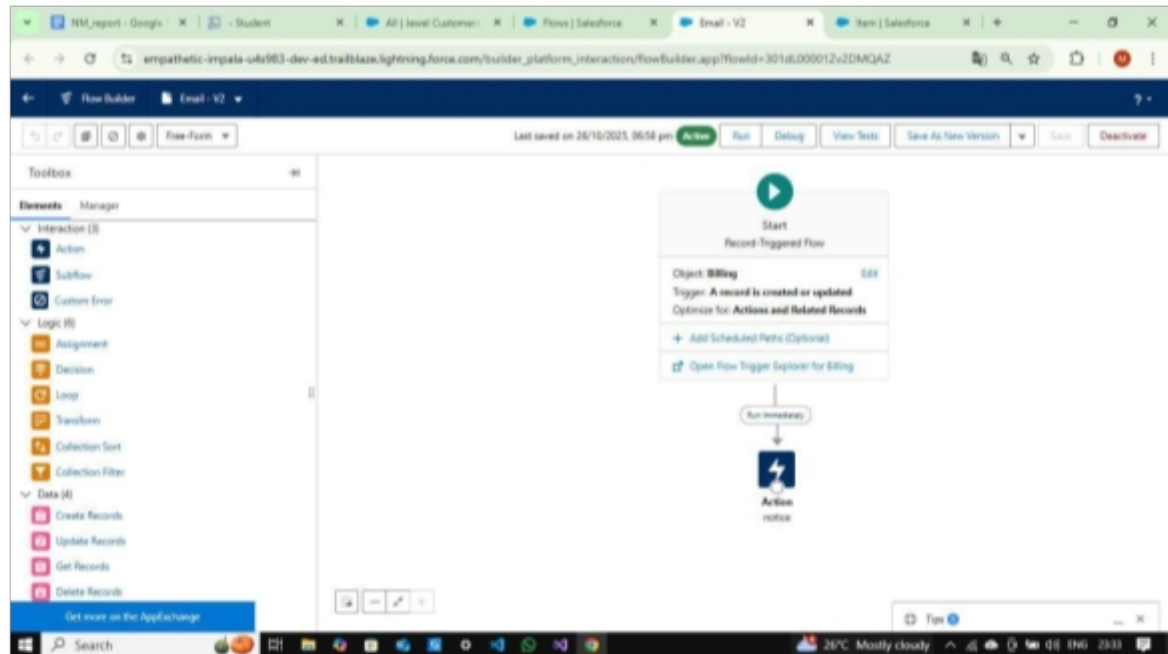 NM_report - Google
- Student
All | Jewel Customer
Flows | Salesforce
Email - V2
Item | Salesforce
empathetic-impala-u4s983-dev-ed.trailblaze.lightning.force.com/builder_platform_interaction/flowBuilder.app?flowId=301dL00001Zv2DMQAZ
Flow Builder
Email - V2
?
Free-Form
Last saved on 26/10/2025, 06:58 pm
Active
Run
Debug
View Tests
Save As New Version
Save
Deactivate
Toolbox
Elements
Manager
Interaction (3)
Action
Subflow
Custom Error
Logic (6)
Assignment
Decision
Loop
Transform
Collection Sort
Collection Filter
Data (4)
Create Records
Update Records
Get Records
Delete Records
Get more on the AppExchange
Start
Record-Triggered Flow
Object: Billing
Edit
Trigger: A record is created or updated
Optimize for: Actions and Related Records
+ Add Scheduled Paths (Optional)
Open Flow Trigger Explorer for Billing
Run Immediately
Action
notice
Tips
Search
26°C Mostly cloudy
ENG
23:33